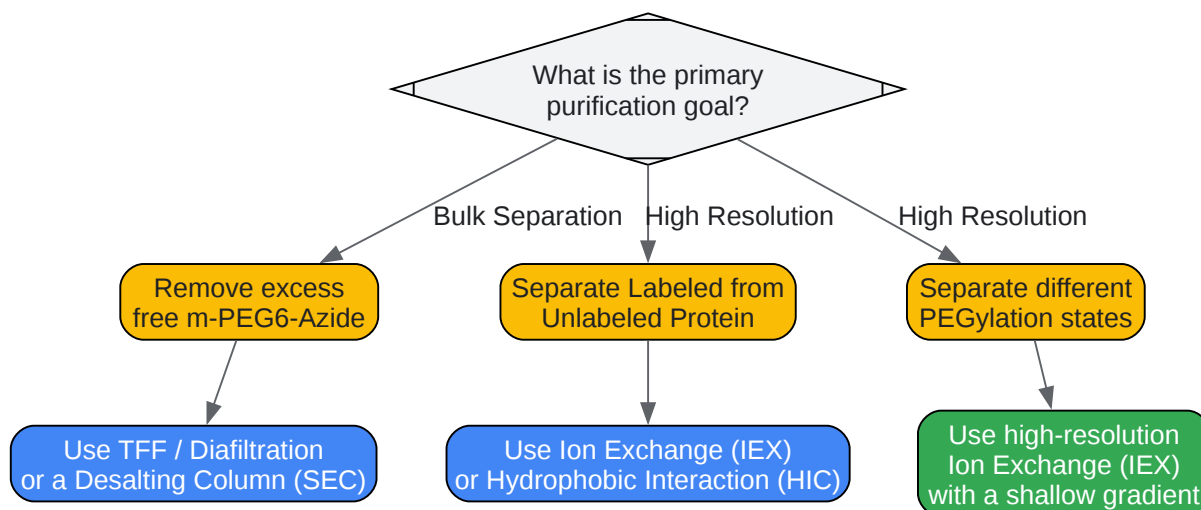 What is the primary
purification goal?
Bulk Separation
High Resolution
High Resolution
Remove excess
free m-PEG6-Azide
Separate Labeled from
Unlabeled Protein
Separate different
PEGylation states
Use TFF / Diafiltration
or a Desalting Column (SEC)
Use Ion Exchange (IEX)
or Hydrophobic Interaction (HIC)
Use high-resolution
Ion Exchange (IEX)
with a shallow gradient